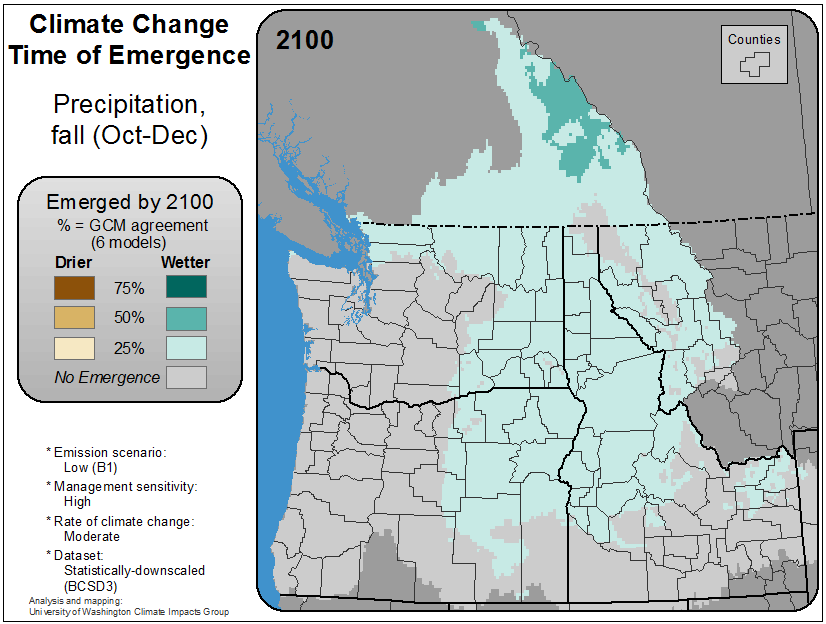 Climate Change
Time of Emergence
Precipitation,
fall (Oct-Dec)
Emerged by 2100
% = GCM agreement
(6 models)
Drier Wetter
75%
50%
25%
No Emergence
* Emission scenario:
Low (B1)
* Management sensitivity:
High
* Rate of climate change:
Moderate
* Dataset:
Statistically-downscaled
(BCSD3)
Analysis and mapping:
University of Washington Climate Impacts Group
2100
Counties